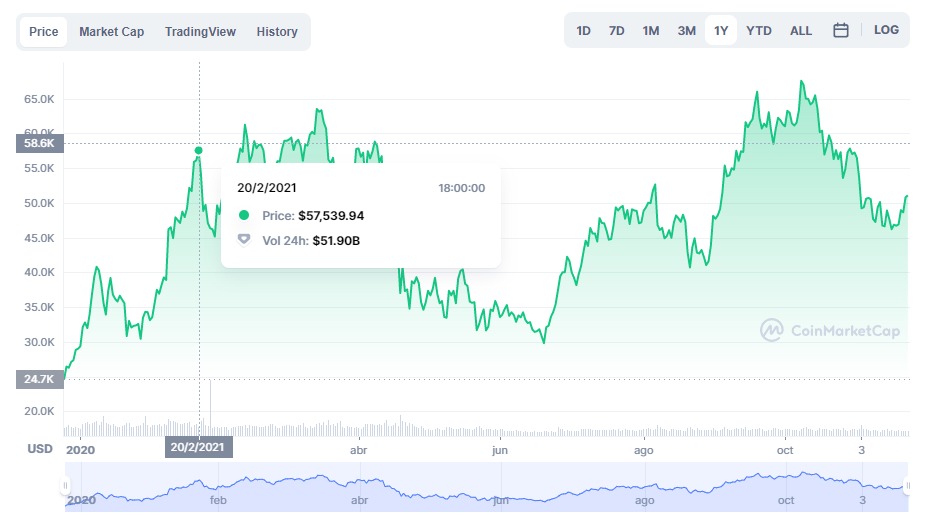 Price Market Cap TradingView History
1D 7D 1M 3M 1Y YTD ALL LOG
65.0K
60.0K
58.6K
55.0K
50.0K
45.0K
40.0K
35.0K
30.0K
24.7K
20.0K
20/2/2021 18:00:00
Price: $57,539.94
Vol 24h: $51.90B
CoinMarketCap
USD 2020 20/2/2021 abr jun ago oct 3
2020 feb abr jun ago oct 3